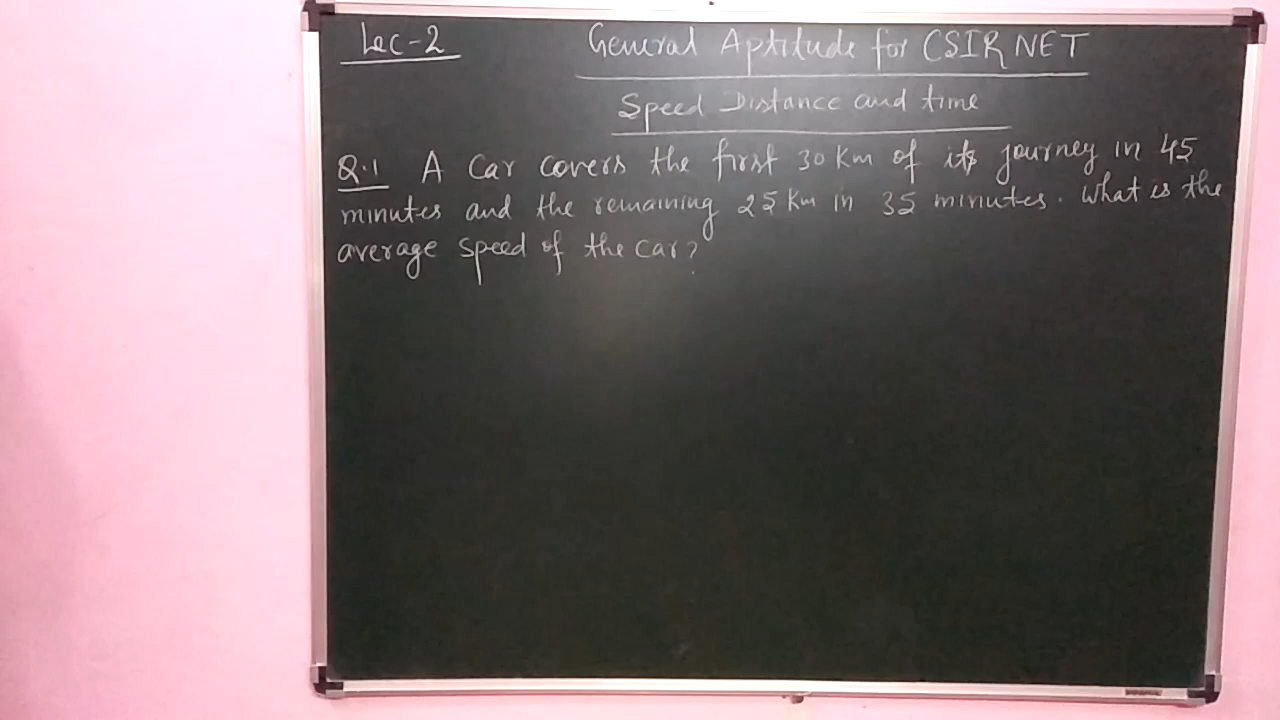 Lec-2
General Aptitude for CSIR NET
Speed Distance and time
Q.1 A Car covers the first 30 Km of its journey in 45
minutes and the remaining 25 Km in 35 minutes. What is the
average speed of the car?